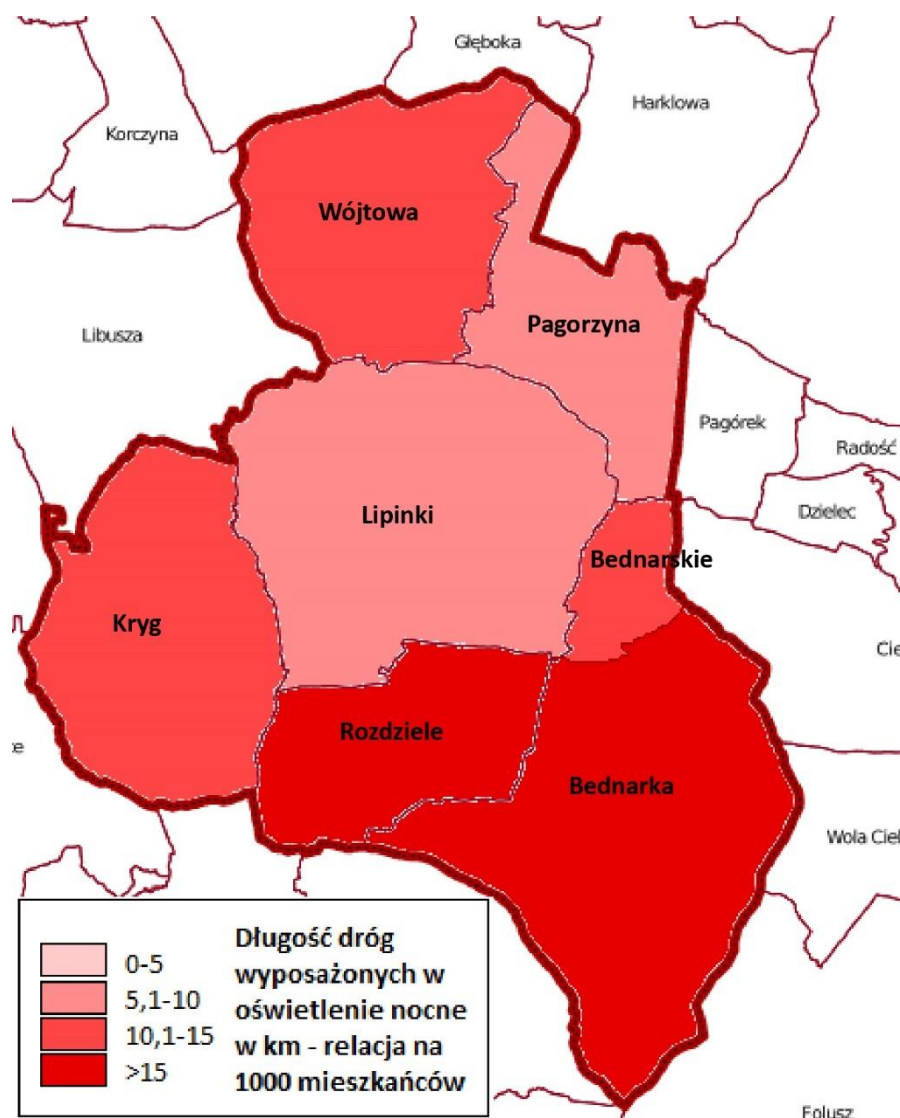 Głęboka
Harklowa
Korczyna
Wójtowa
Pagorzyna
Libusza
Pagórek
Radość
Dzielec
Lipinki
Bednarskie
Kryg
Cie
Rozdziele
Bednarka
Wola Ciel
0-5
5,1-10
10,1-15
>15
Długość dróg
wyposażonych w
oświetlenie nocne
w km - relacja na
1000 mieszkańców
Folusz